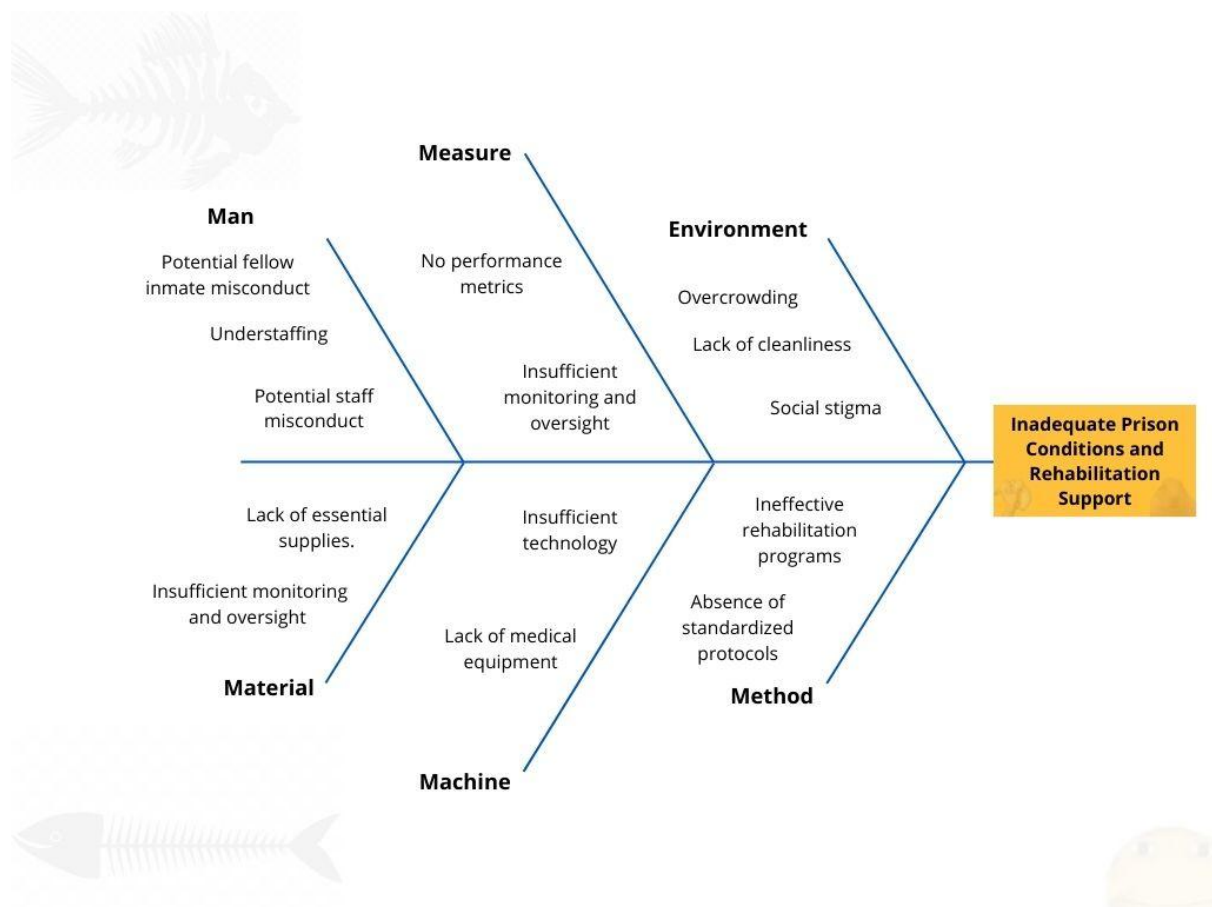 Measure
Man
Environment
Potential fellow
inmate misconduct
No performance
metrics
Overcrowding
Understaffing
Lack of cleanliness
Insufficient
monitoring and
oversight
Potential staff
misconduct
Social stigma
Inadequate Prison
Conditions and
Rehabilitation
Support
Lack of essential
supplies.
Insufficient
technology
Ineffective
rehabilitation
programs
Insufficient monitoring
and oversight
Absence of
standardized
protocols
Lack of medical
equipment
Material
Method
Machine